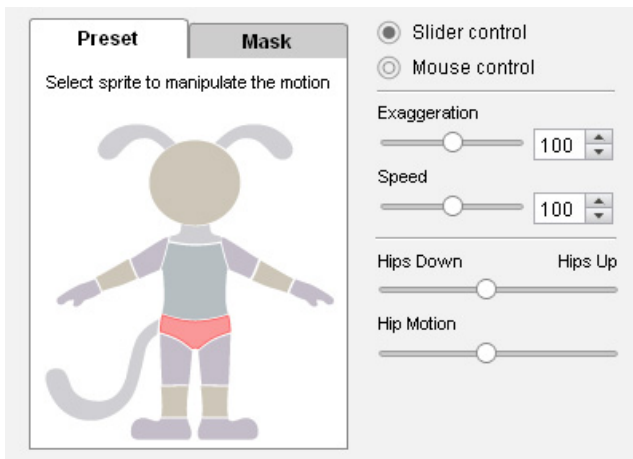 Preset
Mask
Select sprite to manipulate the motion
Slider control
Mouse control
Exaggeration
100
Speed
100
Hips Down Hips Up
Hip Motion